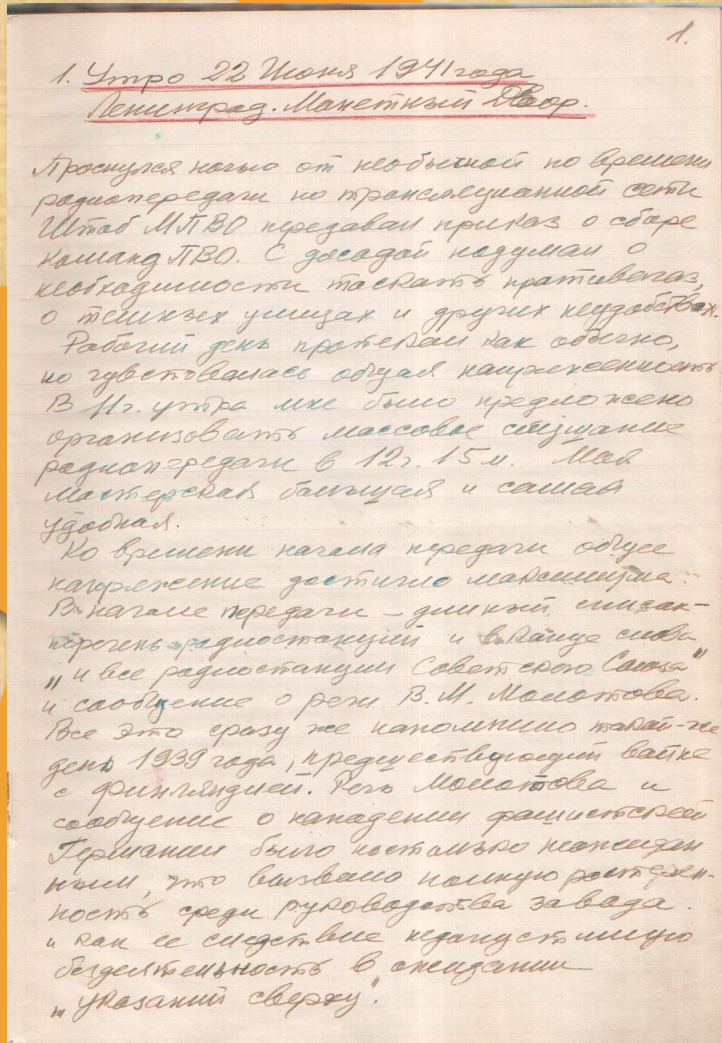 1.
1. Утро 22 Июня 1941 года
Ленинград. Монетный Двор.
Проснулся ночью от необычной по времени
радиопередачи по трансляционной сети
Штаб МПВО передавал приказ о сборе
команд ПВО. С досадой подумал о
необходимости таскать противогаз,
о темных улицах и других неудобствах.
Рабочий день протекал как обычно,
но чувствовалась общая напряженность
В 11ч. утра мне было предложено
организовать массовое слушание
радиопередачи в 12ч. 15м. Моя
мастерская большая и самая
удобная.
Ко времени начала передачи общее
напряжение достигло максимума.
В начале передачи – длинный список-
перечень радиостанций и в конце слова
„и все радиостанции Советского Союза"
и сообщение о речи В.М. Молотова.
Все это сразу же напомнило такой-же
день 1939 года, предшествующий войне
с Финляндией. Речь Молотова и
сообщение о нападении фашистской
Германии было настолько неожидан
ным, что вызвало полную растерян-
ность среди руководства завода.
и как ее следствие недопустимую
бездеятельность в ожидании
„указаний сверху".